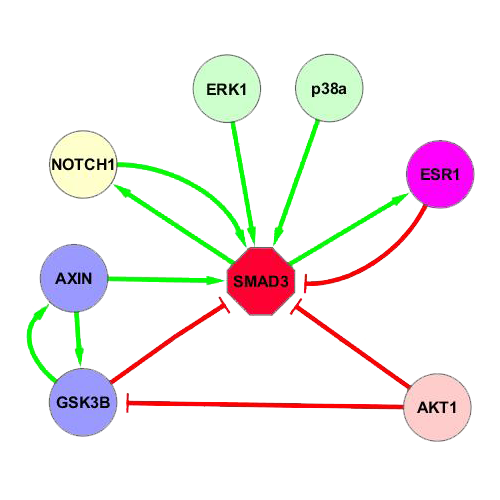 ERK1
p38a
NOTCH1
ESR1
AXIN
SMAD3
GSK3B
AKT1